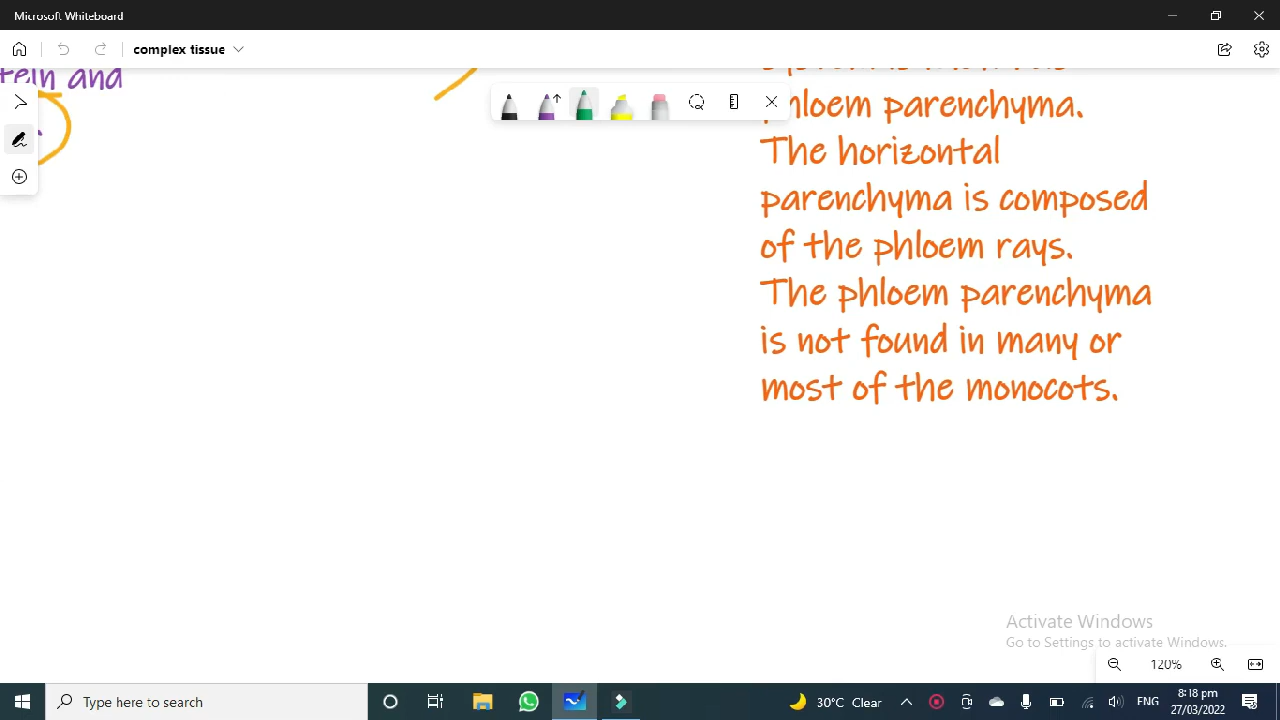 Microsoft Whiteboard
complex tissue
and
phloem parenchyma.
The horizontal
parenchyma is composed
of the phloem rays.
The phloem parenchyma
is not found in many or
most of the monocots.
Activate Windows
Go to Settings to activate Windows.
120%
Type here to search
30°C Clear
ENG
8:18 pm
27/03/2022